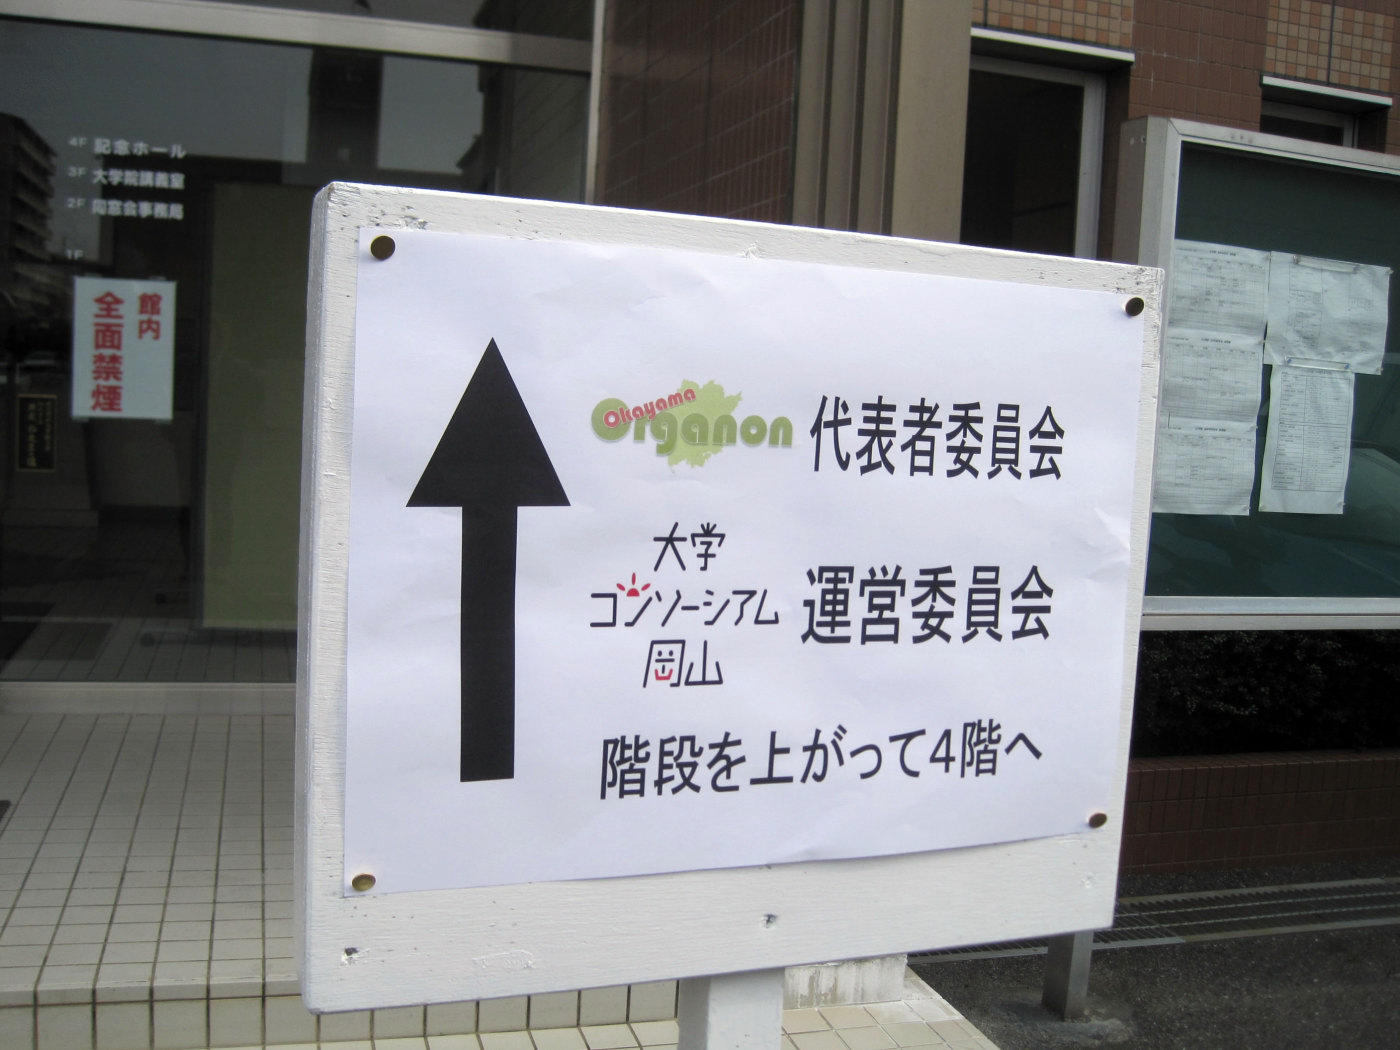 4F 記念ホール
3F 大学院講義室
2F 同窓会事務局
1F
館内
全面禁煙
Okayama
Organon 代表者委員会
大学
コンソーシアム
岡山
運営委員会
階段を上がって4階へ